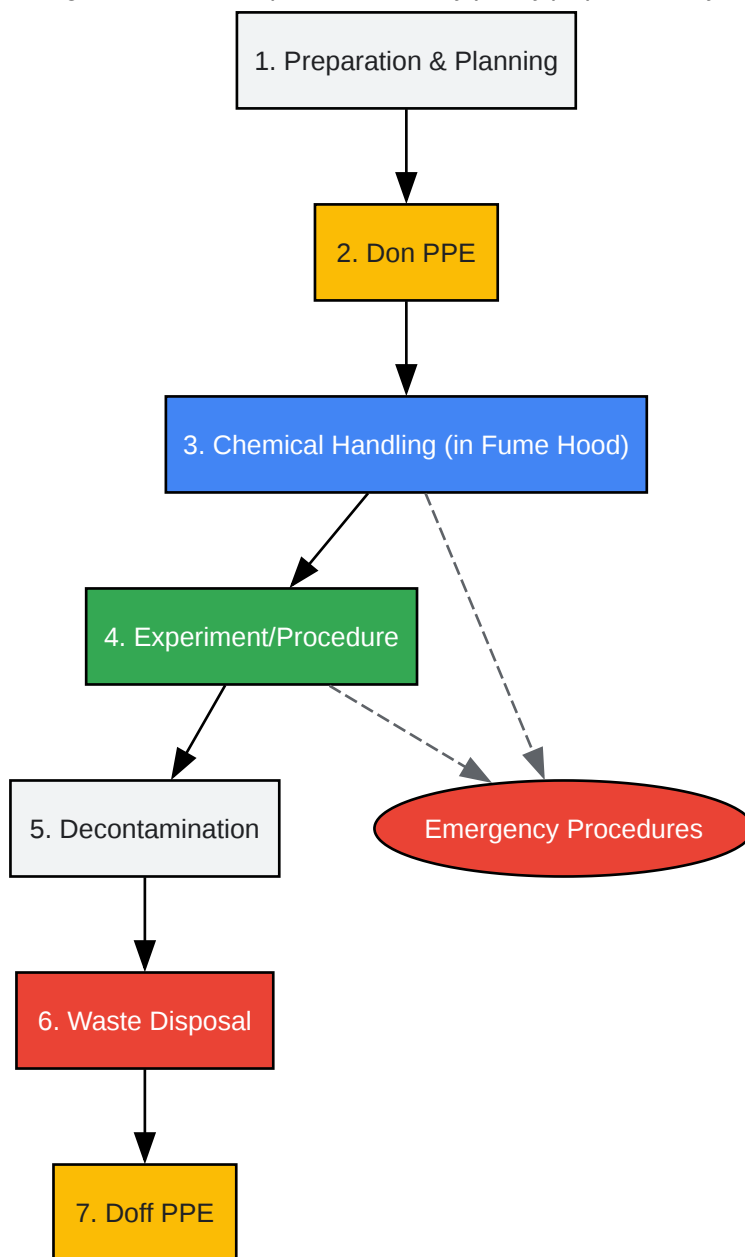 1. Preparation & Planning
2. Don PPE
3. Chemical Handling (in Fume Hood)
4. Experiment/Procedure
5. Decontamination
Emergency Procedures
6. Waste Disposal
7. Doff PPE